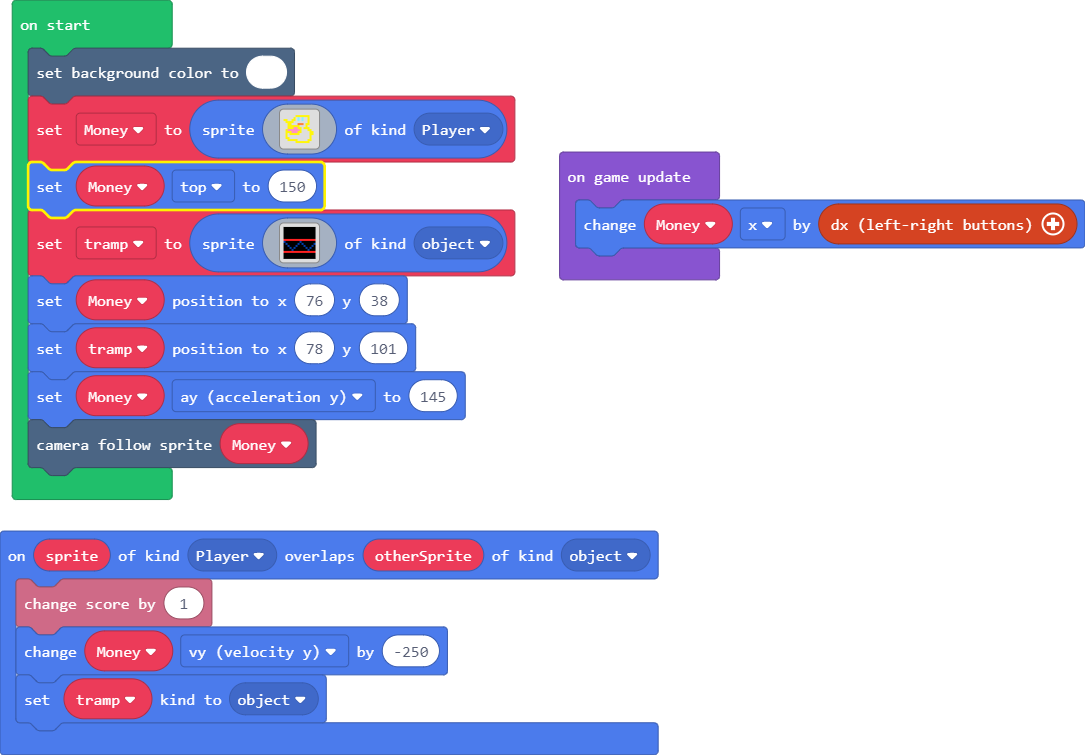 on start
set background color to
set Money to sprite of kind Player
set Money top to 150
set tramp to sprite of kind object
set Money position to x 76 y 38
set tramp position to x 78 y 101
set Money ay (acceleration y) to 145
camera follow sprite Money
on game update
change Money x by dx (left-right buttons)
on sprite of kind Player overlaps otherSprite of kind object
change score by 1
change Money vy (velocity y) by -250
set tramp kind to object